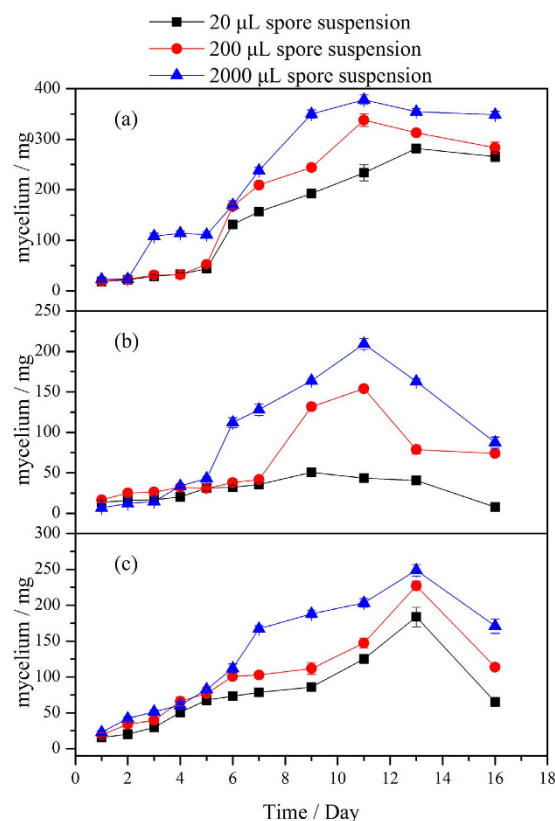 20 μL spore suspension
200 μL spore suspension
2000 μL spore suspension
400
300
200
100
0
mycelium / mg
(a)
250
200
150
100
50
0
mycelium / mg
(b)
300
250
200
150
100
50
0
mycelium / mg
(c)
0 2 4 6 8 10 12 14 16 18
Time / Day